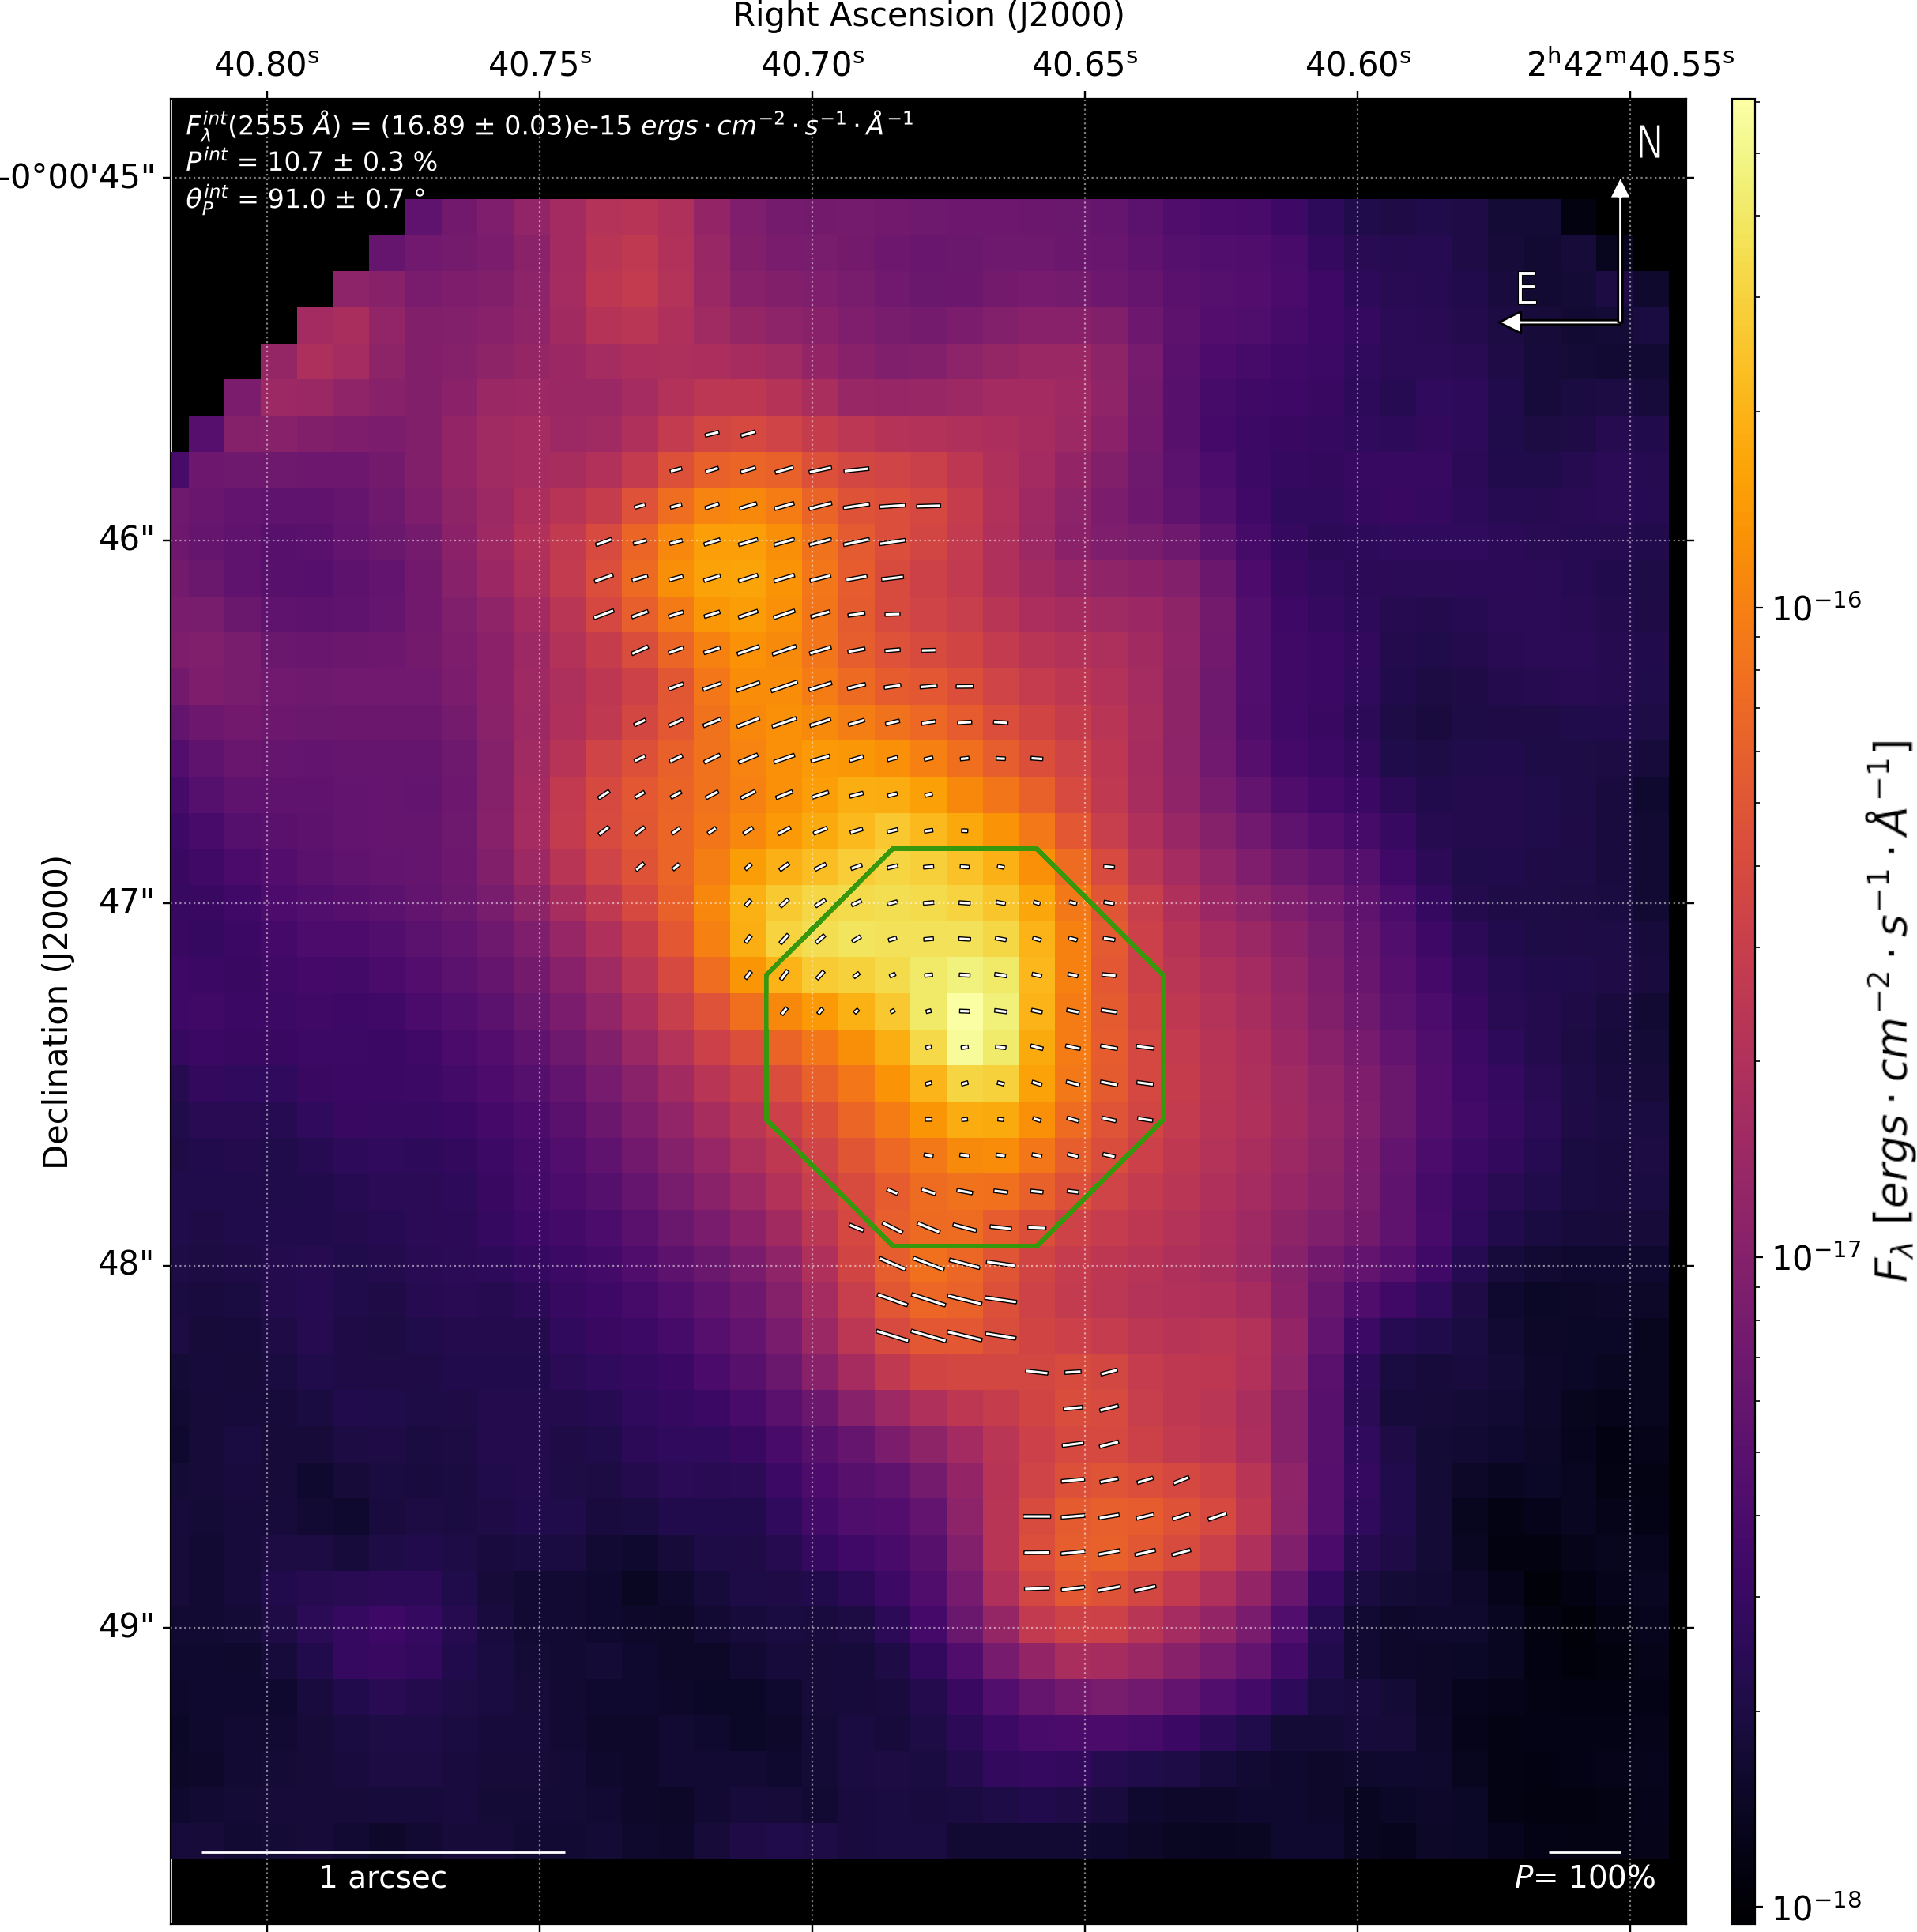 Right Ascension (J2000)
40.80ˢ 40.75ˢ 40.70ˢ 40.65ˢ 40.60ˢ 2ʰ42ᵐ40.55ˢ
F_λ^int(2555 Å) = (16.89 ± 0.03)e-15 ergs · cm⁻² · s⁻¹ · Å⁻¹
P^int = 10.7 ± 0.3 %
θ_P^int = 91.0 ± 0.7 °
N
E
-0°00'45"
46"
47"
48"
49"
Declination (J2000)
1 arcsec
P= 100%
10⁻¹⁶
10⁻¹⁷
10⁻¹⁸
F_λ [ergs · cm⁻² · s⁻¹ · Å⁻¹]